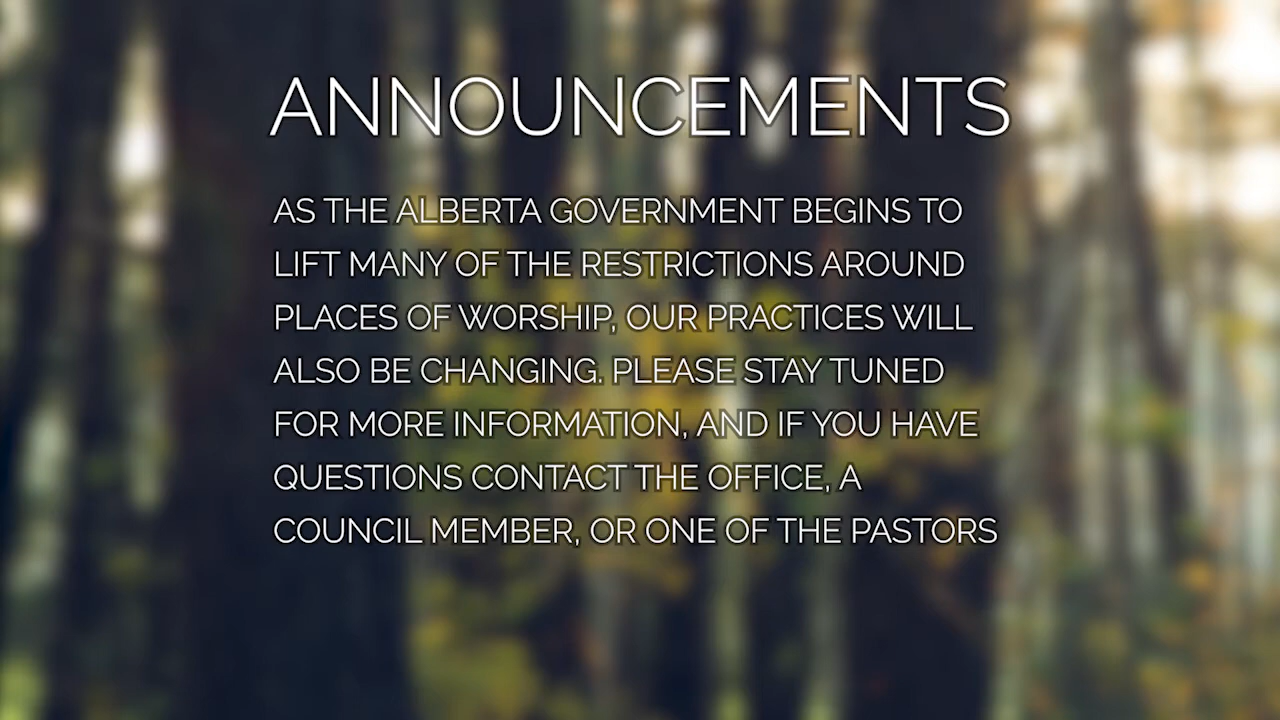 ANNOUNCEMENTS
AS THE ALBERTA GOVERNMENT BEGINS TO
LIFT MANY OF THE RESTRICTIONS AROUND
PLACES OF WORSHIP, OUR PRACTICES WILL
ALSO BE CHANGING. PLEASE STAY TUNED
FOR MORE INFORMATION, AND IF YOU HAVE
QUESTIONS CONTACT THE OFFICE, A
COUNCIL MEMBER, OR ONE OF THE PASTORS